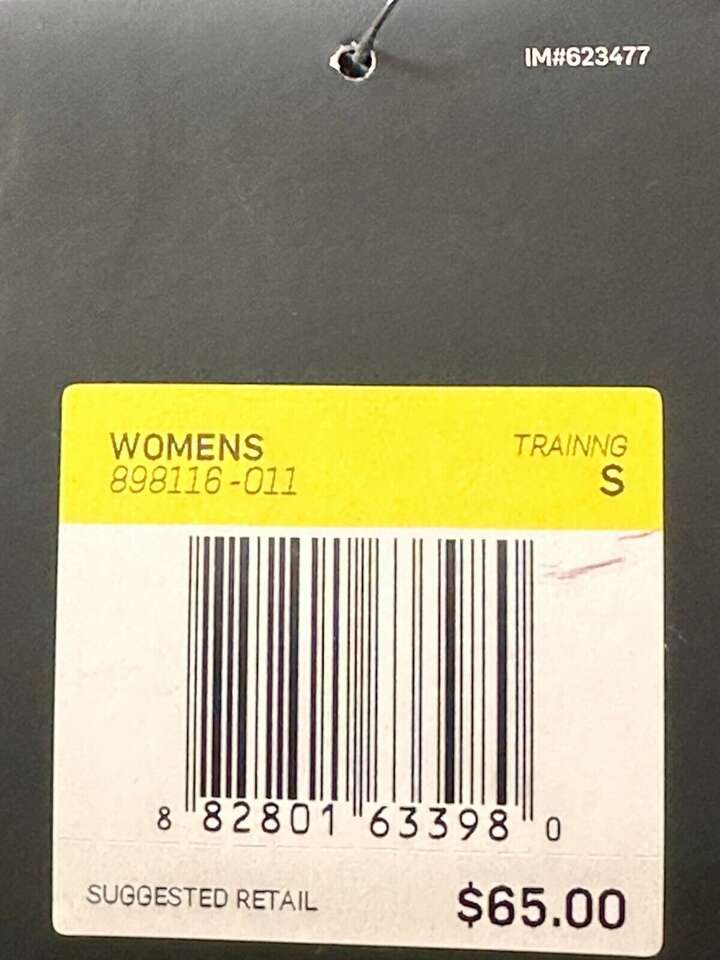 IM#623477
WOMENS TRAINNG
898116-011 S
8 82801 63398 0
SUGGESTED RETAIL $65.00